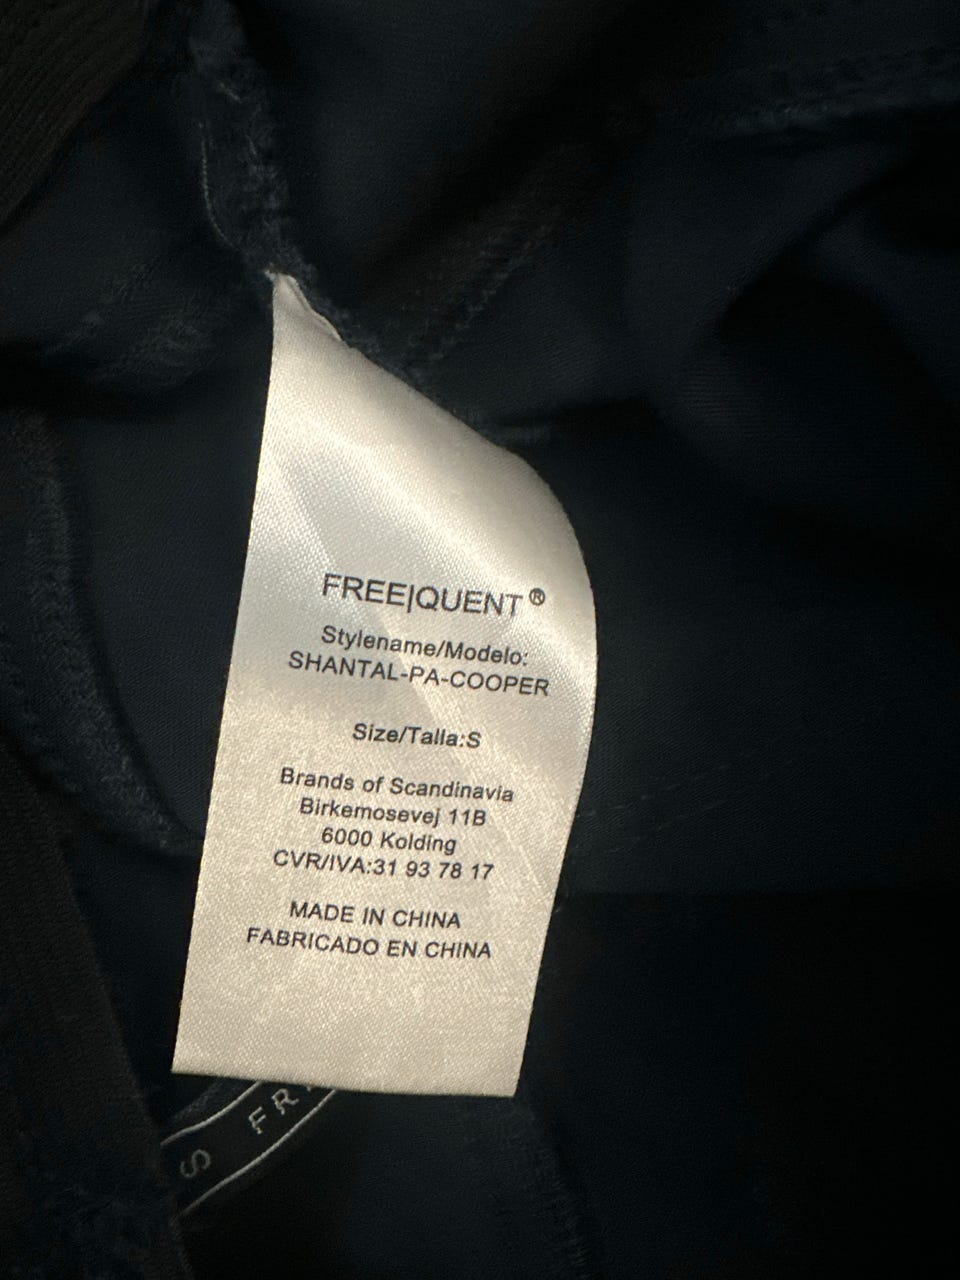 FREE|QUENT®
Stylename/Modelo:
SHANTAL-PA-COOPER
Size/Talla:S
Brands of Scandinavia
Birkemosevej 11B
6000 Kolding
CVR/IVA:31 93 78 17
MADE IN CHINA
FABRICADO EN CHINA
S FR